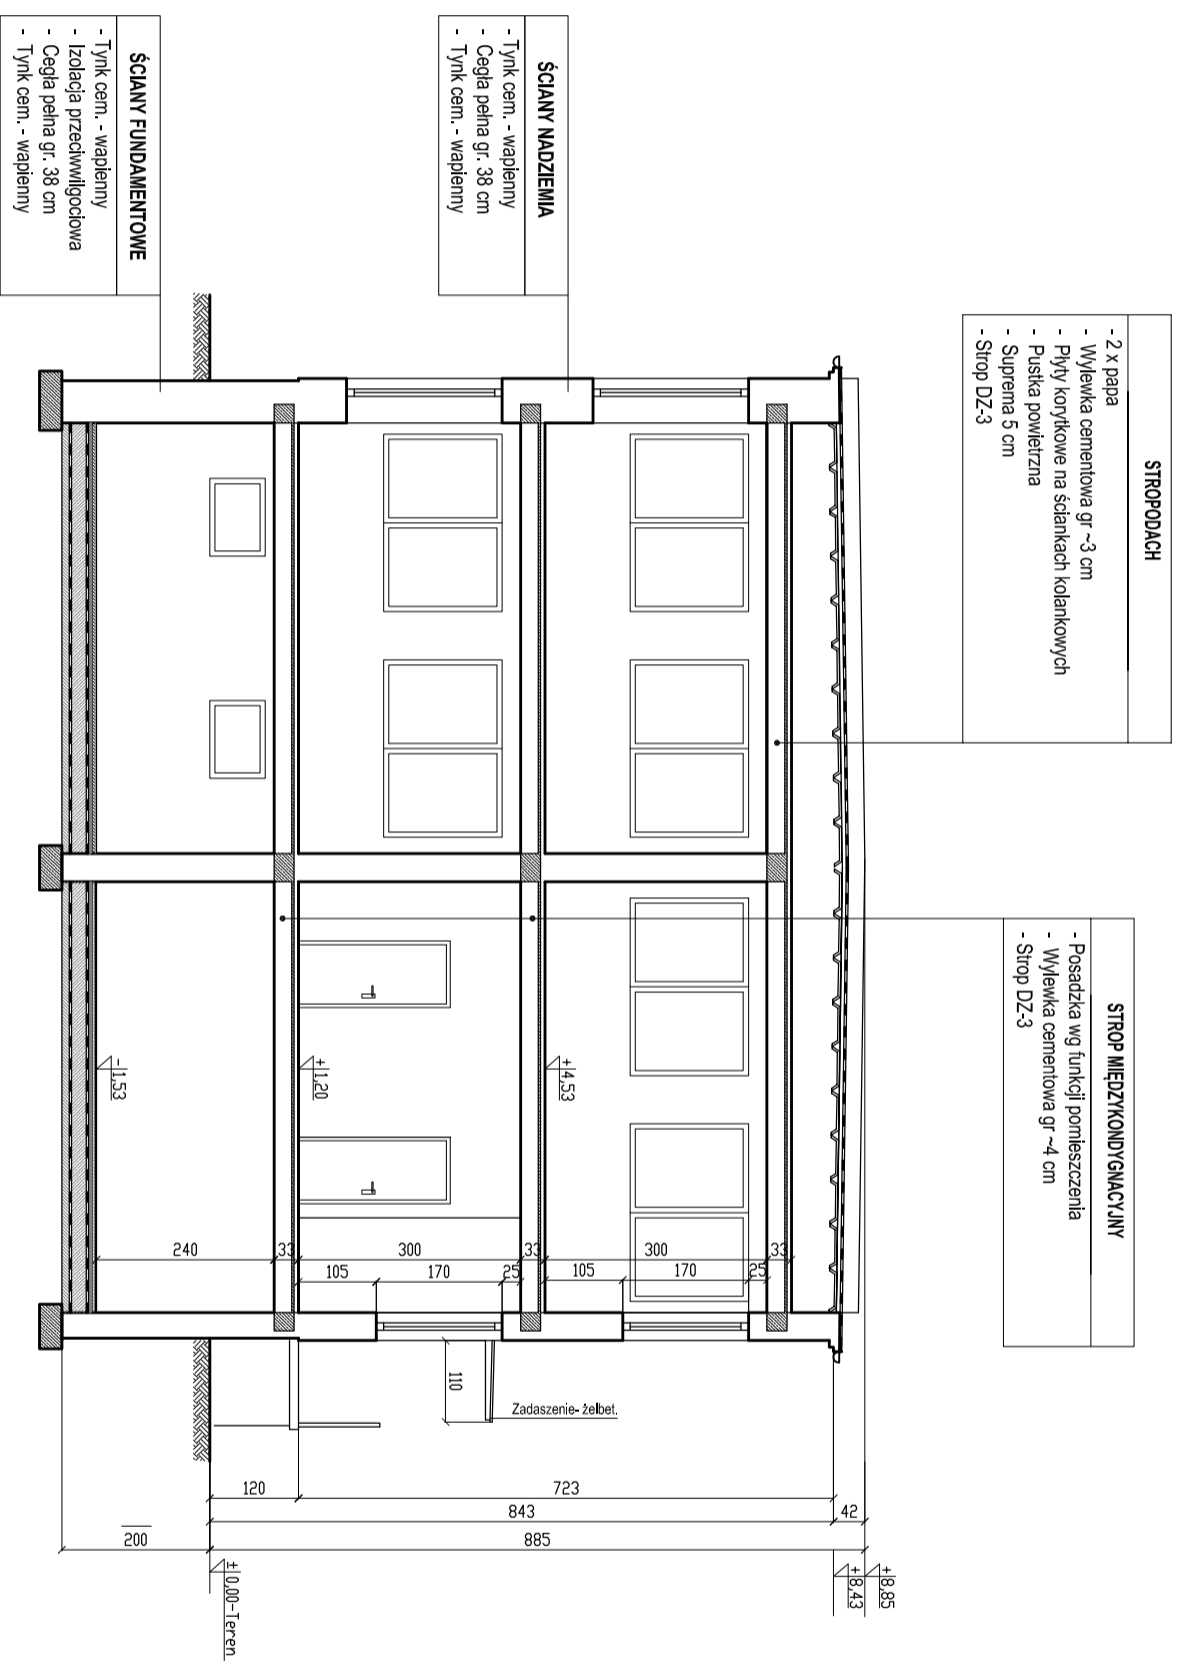 STROPODACH
- 2 x papa
- Wylewka cementowa gr ~3 cm
- Płyty korytkowe na ściankach kolankowych
- Pustka powietrzna
- Suprema 5 cm
- Strop DZ-3
STROP MIĘDZYKONDYGNACYJNY
- Posadzka wg funkcji pomieszczenia
- Wylewka cementowa gr ~4 cm
- Strop DZ-3
ŚCIANY NADZIEMIA
- Tynk cem. - wapienny
- Cegła pełna gr. 38 cm
- Tynk cem. - wapienny
ŚCIANY FUNDAMENTOWE
- Tynk cem. - wapienny
- Izolacja przeciwwilgociowa
- Cegła pełna gr. 38 cm
- Tynk cem. - wapienny
+4,53
+1,20
-1,53
240
33
300
33
300
33
105
170
25
105
170
25
110
Zadaszenie- żelbet.
120
723
843
42
200
885
+8,85
+8,43
±0,00-Teren